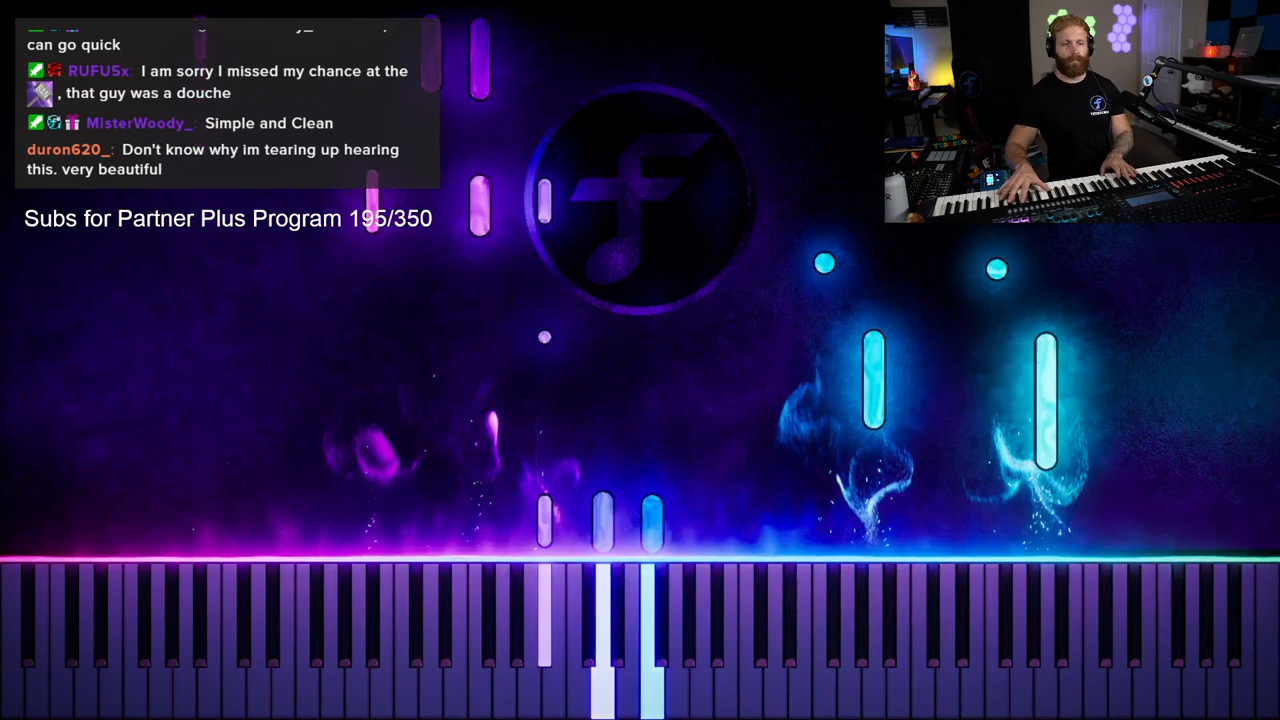 can go quick
RUFU5x: I am sorry I missed my chance at the
, that guy was a douche
MisterWoody_: Simple and Clean
duron620_: Don't know why im tearing up hearing
this. very beautiful
Subs for Partner Plus Program 195/350